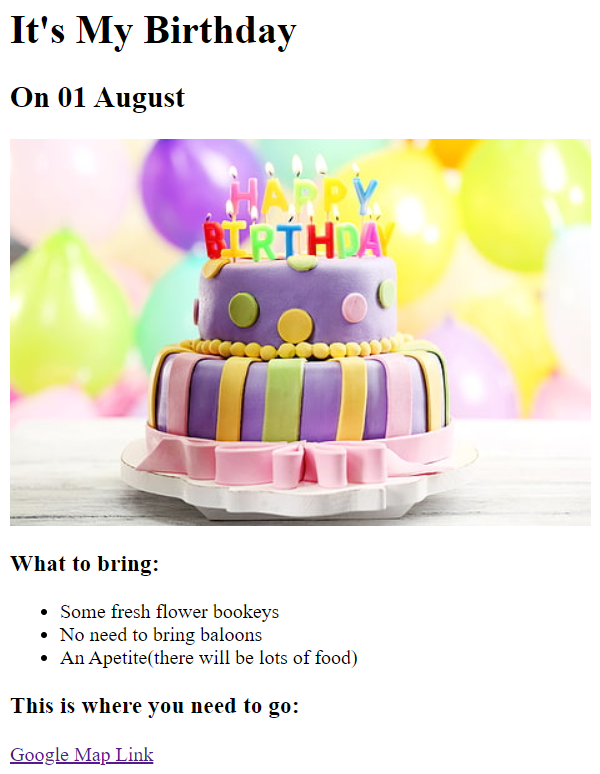 It's My Birthday
On 01 August
HAPPY
BIRTHDAY
What to bring:
Some fresh flower bookeys
No need to bring baloons
An Apetite(there will be lots of food)
This is where you need to go:
Google Map Link